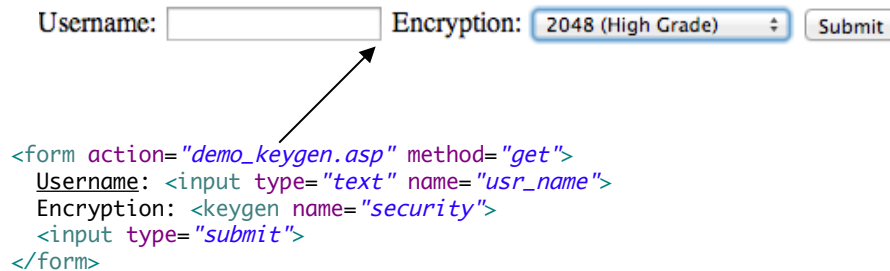 Username: Encryption: 2048 (High Grade) Submit
<form action="demo_keygen.asp" method="get">
Username: <input type="text" name="usr_name">
Encryption: <keygen name="security">
<input type="submit">
</form>